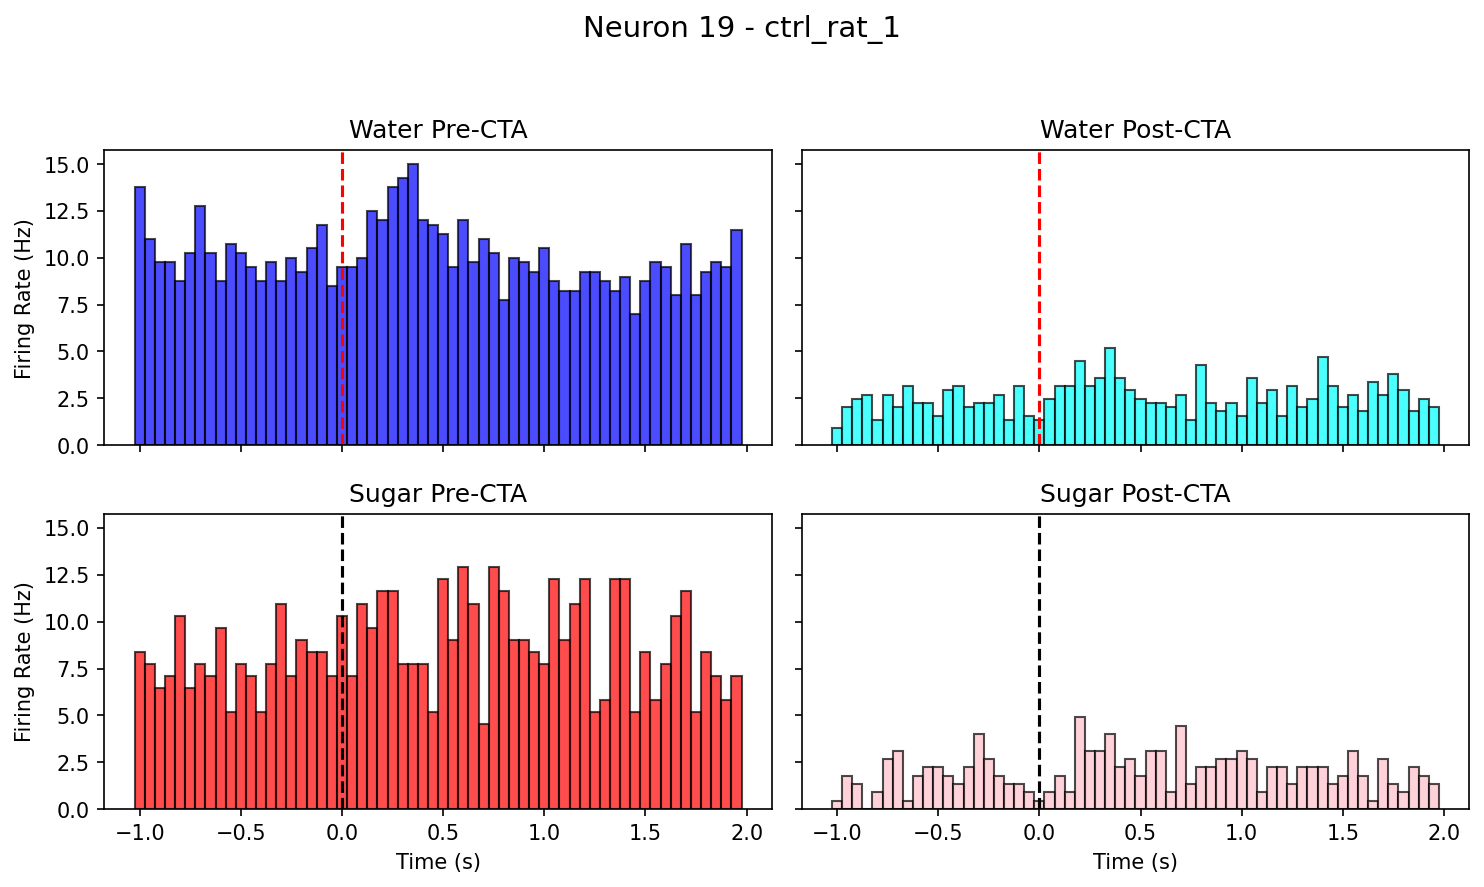 Neuron 19 - ctrl_rat_1
Water Pre-CTA
Water Post-CTA
15.0
12.5
10.0
7.5
5.0
2.5
0.0
Firing Rate (Hz)
Sugar Pre-CTA
Sugar Post-CTA
15.0
12.5
10.0
7.5
5.0
2.5
0.0
Firing Rate (Hz)
−1.0 −0.5 0.0 0.5 1.0 1.5 2.0
−1.0 −0.5 0.0 0.5 1.0 1.5 2.0
Time (s)
Time (s)